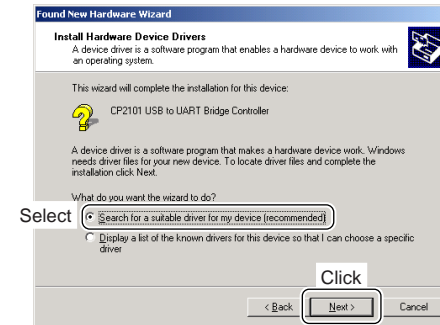 Found New Hardware Wizard
Install Hardware Device Drivers
A device driver is a software program that enables a hardware device to work with
an operating system.
This wizard will complete the installation for this device:
CP2101 USB to UART Bridge Controller
A device driver is a software program that makes a hardware device work. Windows
needs driver files for your new device. To locate driver files and complete the
installation click Next.
What do you want the wizard to do?
Select
Search for a suitable driver for my device (recommended)
Display a list of the known drivers for this device so that I can choose a specific
driver
Click
< Back
Next >
Cancel